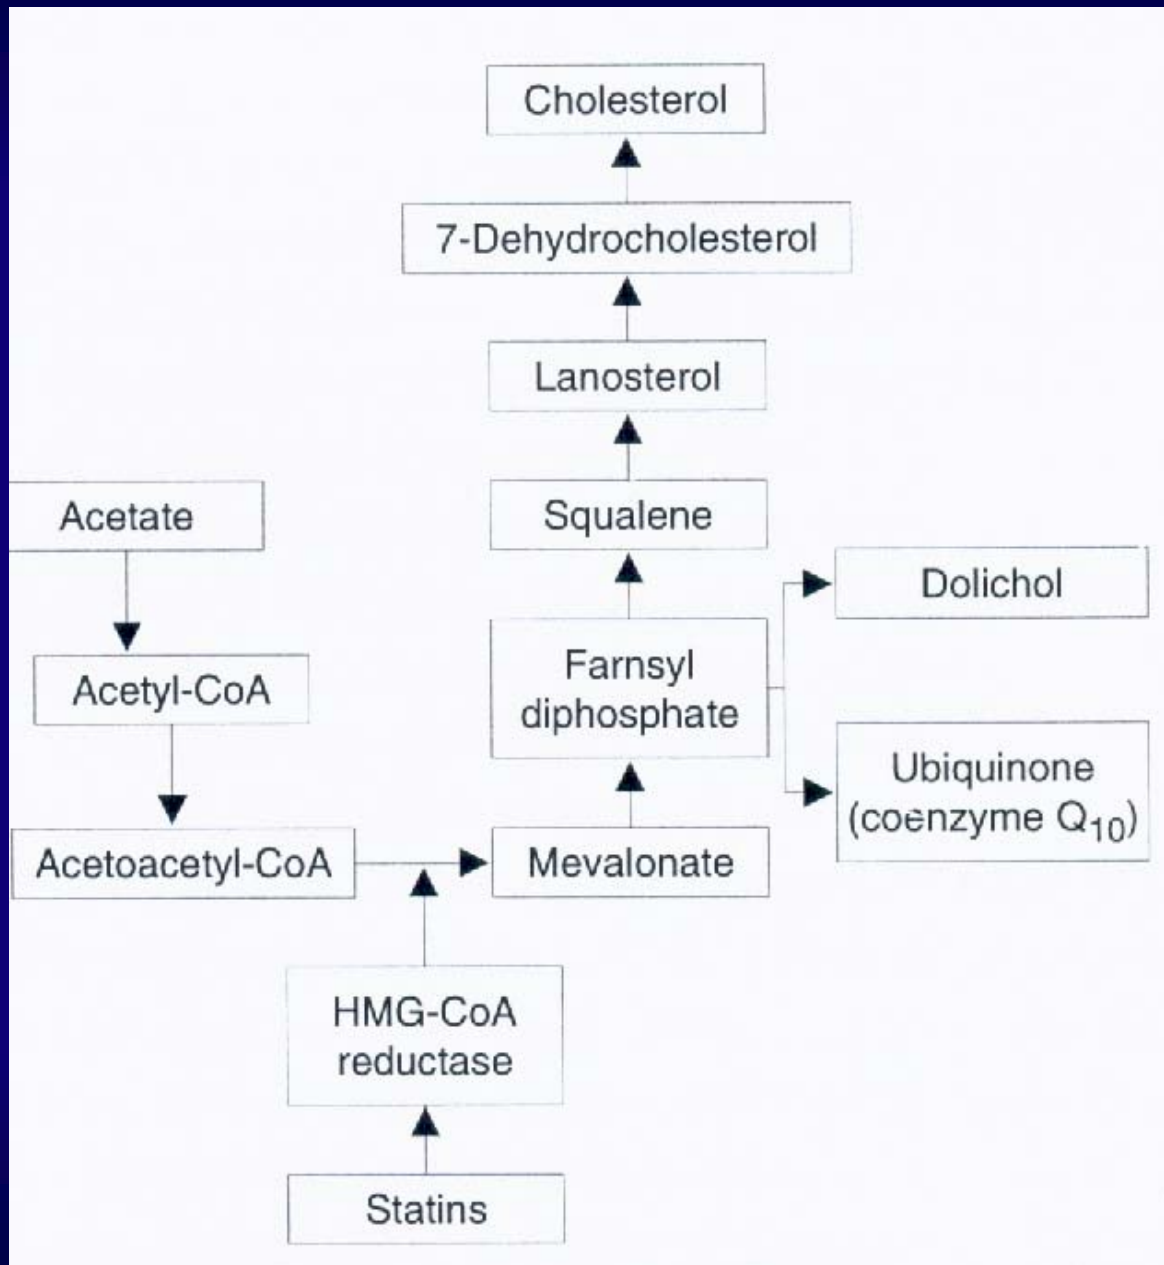 Cholesterol
7-Dehydrocholesterol
Lanosterol
Squalene
Acetate
Dolichol
Farnsyl
diphosphate
Acetyl-CoA
Ubiquinone
(coenzyme Q10)
Acetoacetyl-CoA
Mevalonate
HMG-CoA
reductase
Statins